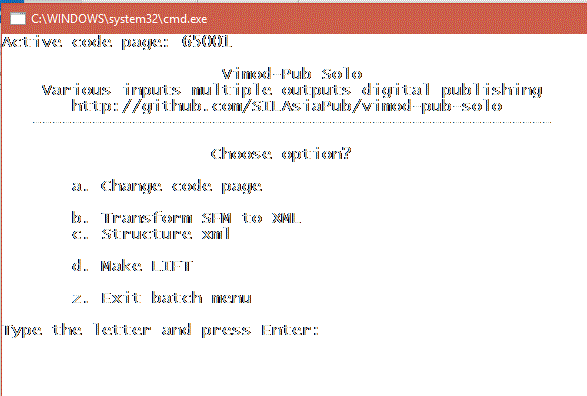 C:\WINDOWS\system32\cmd.exe
Active code page: 65001
Vimod-Pub Solo
Various inputs multiple outputs digital publishing
http://github.com/SILAsiaPub/vimod-pub-solo
Choose option?
a. Change code page
b. Transform SFM to XML
c. Structure xml
d. Make LIFT
z. Exit batch menu
Type the letter and press Enter: